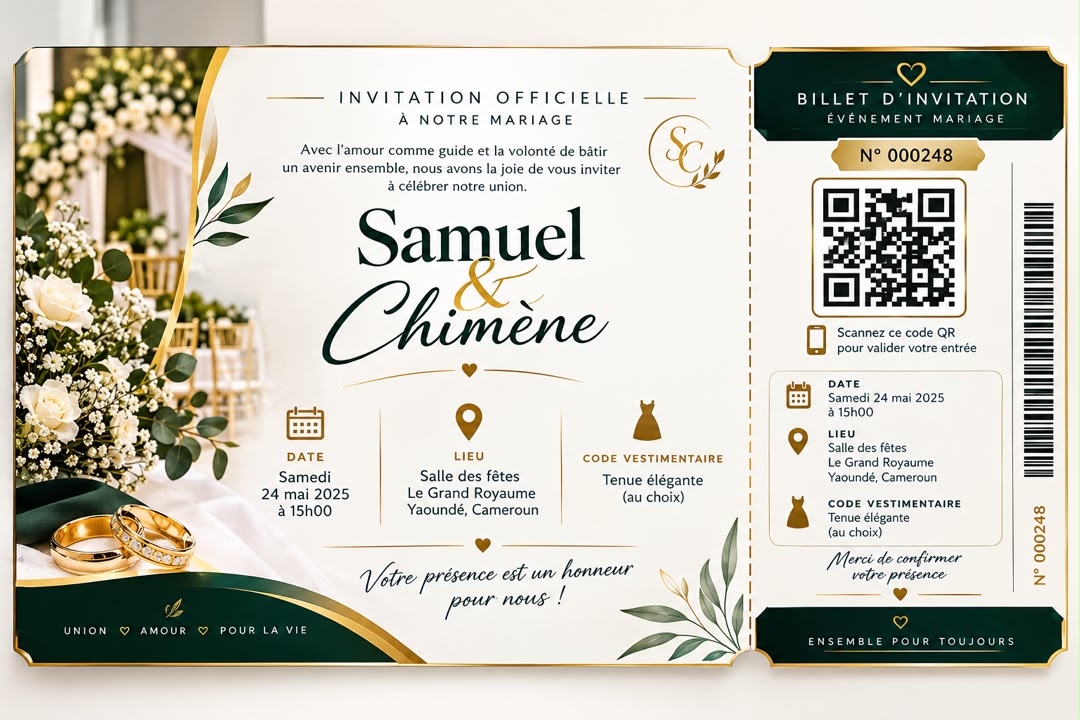 INVITATION OFFICIELLE
À NOTRE MARIAGE
Avec l'amour comme guide et la volonté de bâtir
un avenir ensemble, nous avons la joie de vous inviter
à célébrer notre union.
SC
Samuel
&
Chimène
DATE
Samedi
24 mai 2025
à 15h00
LIEU
Salle des fêtes
Le Grand Royaume
Yaoundé, Cameroun
CODE VESTIMENTAIRE
Tenue élégante
(au choix)
Votre présence est un honneur
pour nous !
UNION AMOUR POUR LA VIE
BILLET D'INVITATION
ÉVÉNEMENT MARIAGE
N° 000248
Scannez ce code QR
pour valider votre entrée
DATE
Samedi 24 mai 2025
à 15h00
LIEU
Salle des fêtes
Le Grand Royaume
Yaoundé, Cameroun
CODE VESTIMENTAIRE
Tenue élégante
(au choix)
Merci de confirmer
votre présence
N° 000248
ENSEMBLE POUR TOUJOURS